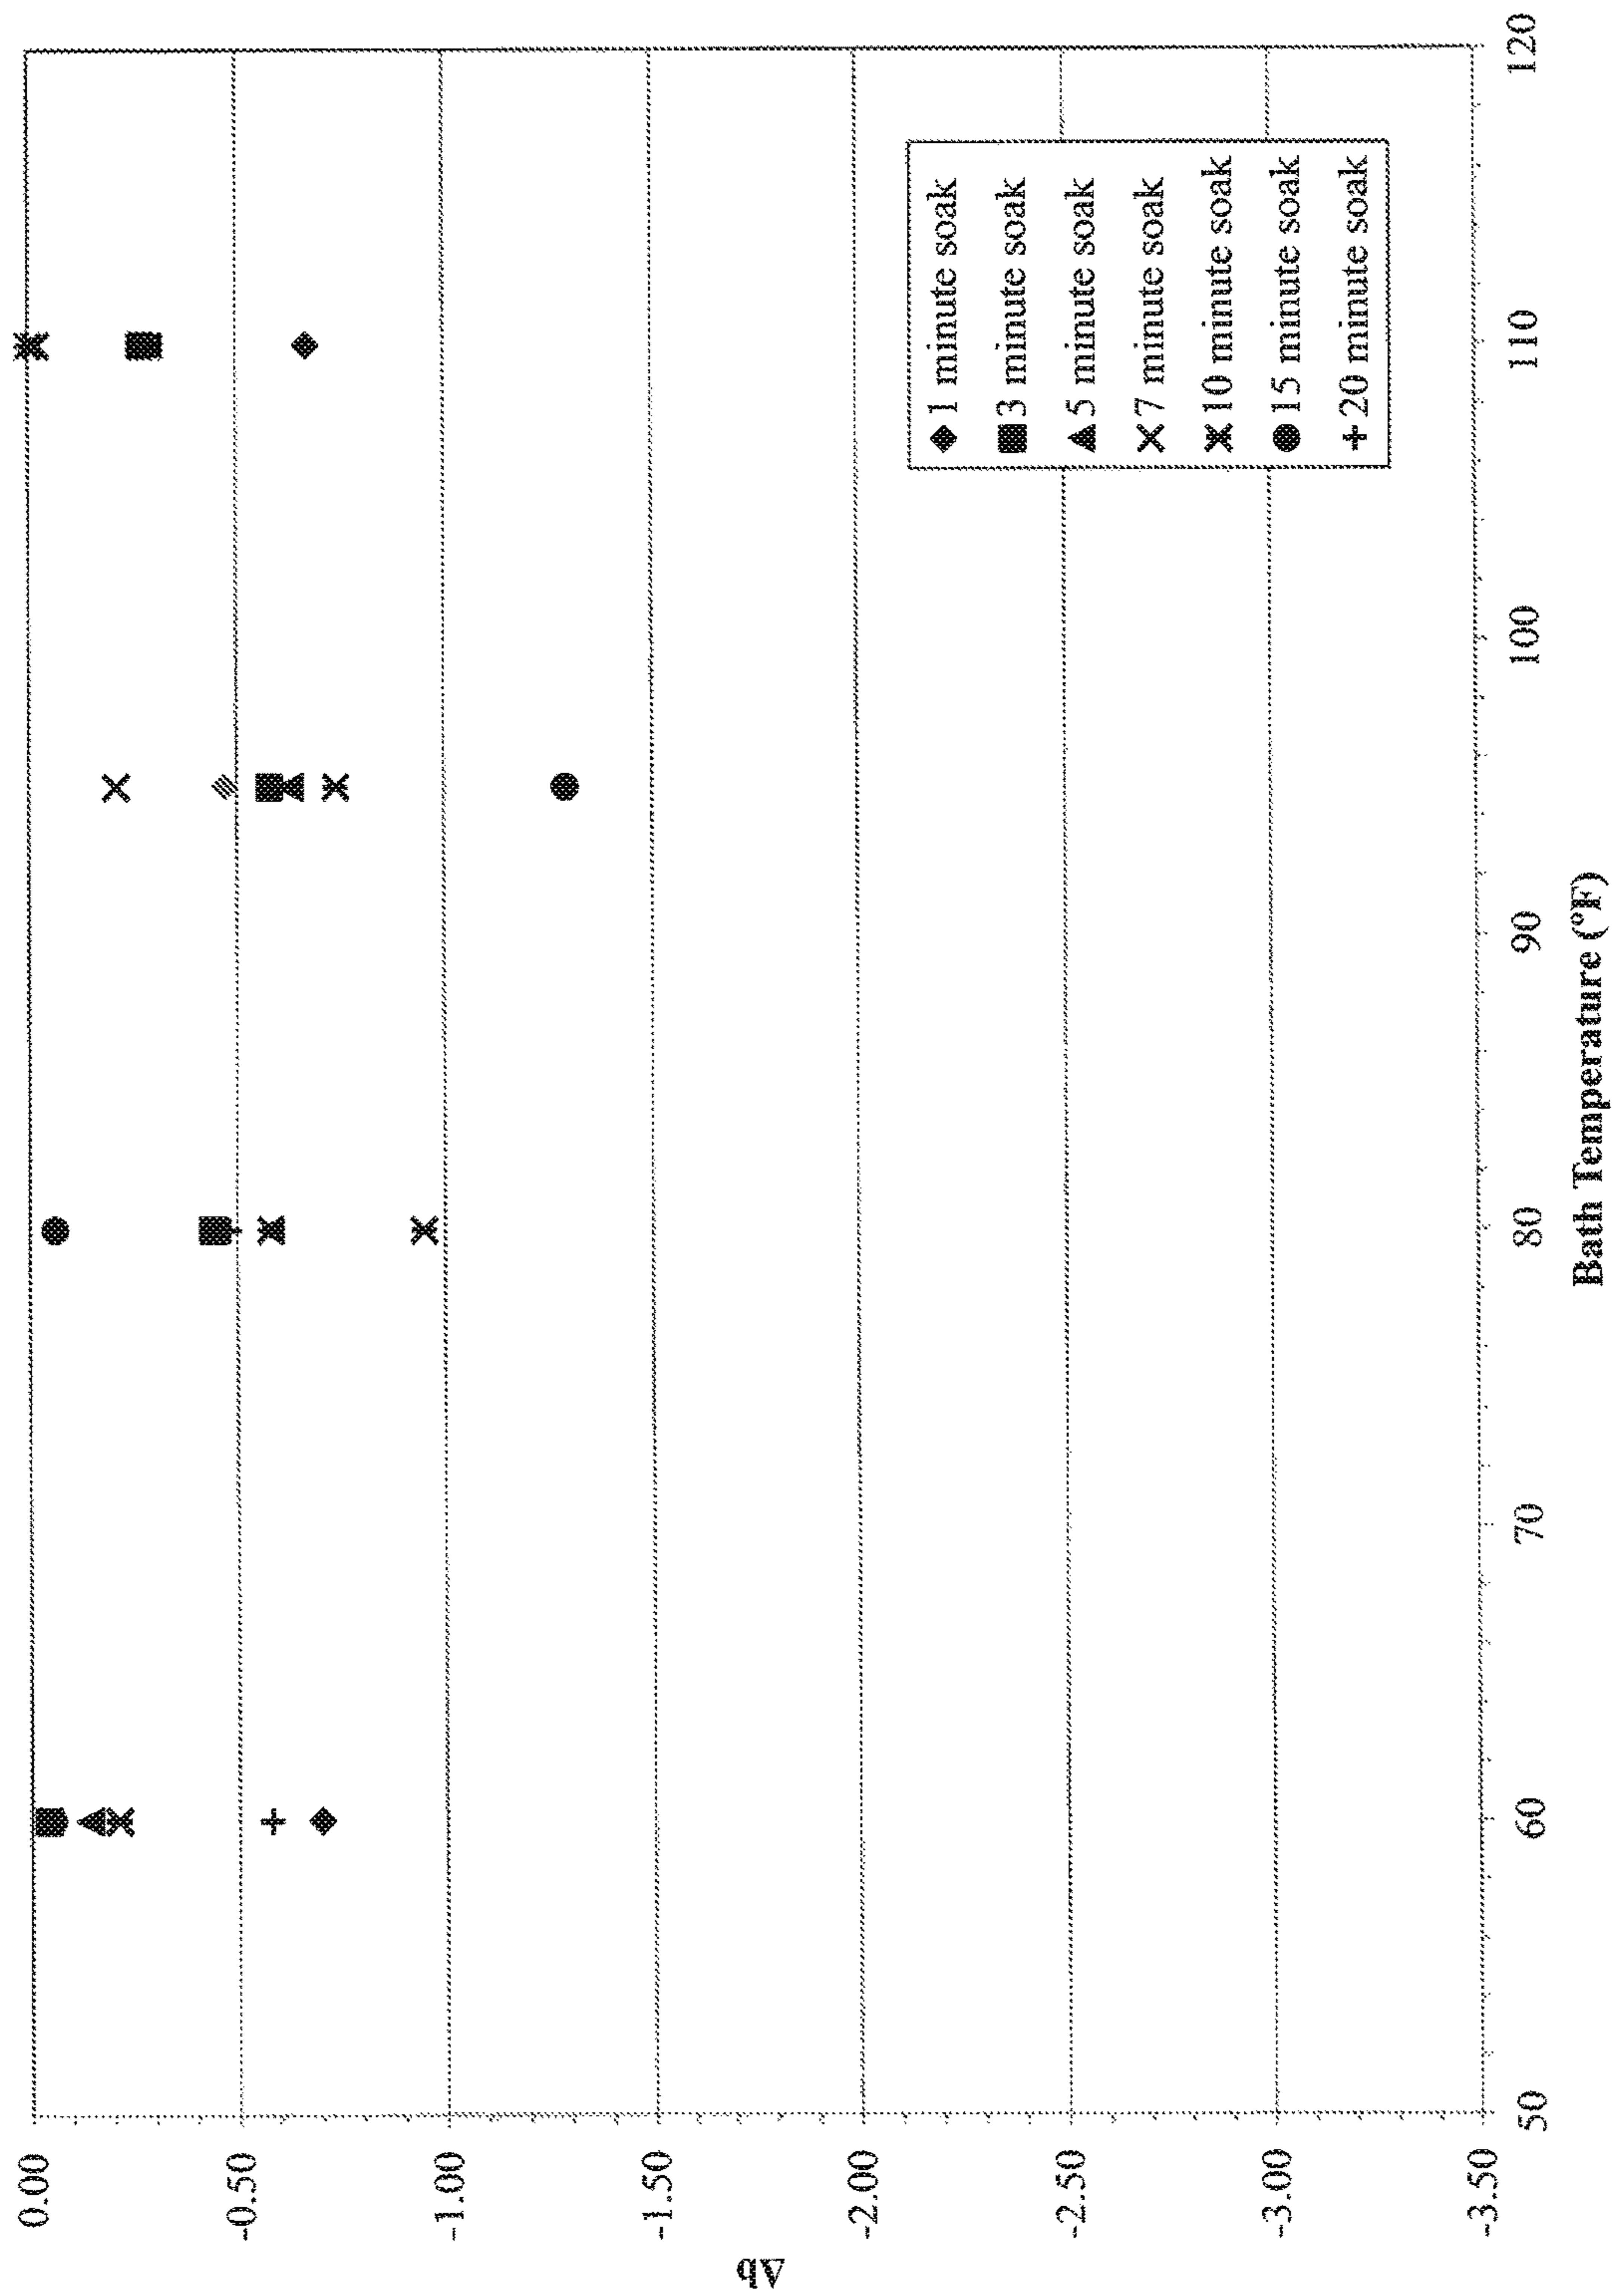 Δb
0.00
-0.50
-1.00
-1.50
-2.00
-2.50
-3.00
-3.50
50
60
70
80
90
100
110
120
Bath Temperature (°F)
1 minute soak
3 minute soak
5 minute soak
7 minute soak
10 minute soak
15 minute soak
20 minute soak